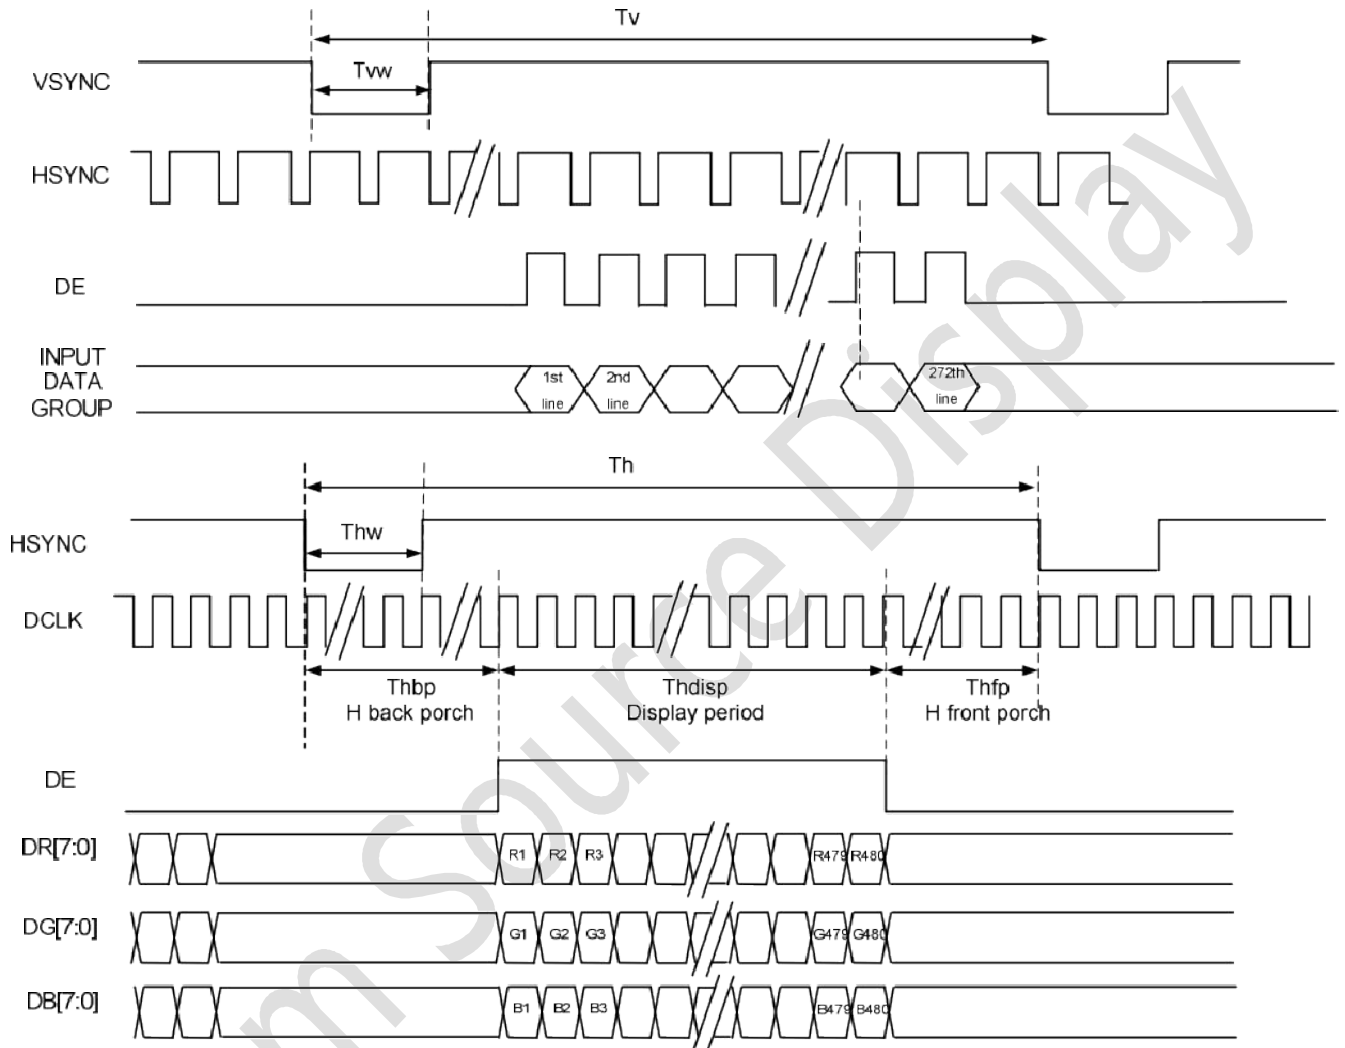 Tv
VSYNC
Tvw
HSYNC
DE
INPUT
DATA
GROUP
1st
line
2nd
line
272th
line
Th
HSYNC
Thw
DCLK
Thbp
H back porch
Thdisp
Display period
Thfp
H front porch
DE
DR[7:0]
R1 R2 R3 R479 R480
DG[7:0]
G1 G2 G3 G479 G480
DB[7:0]
B1 B2 B3 B479 B480
m Source Display